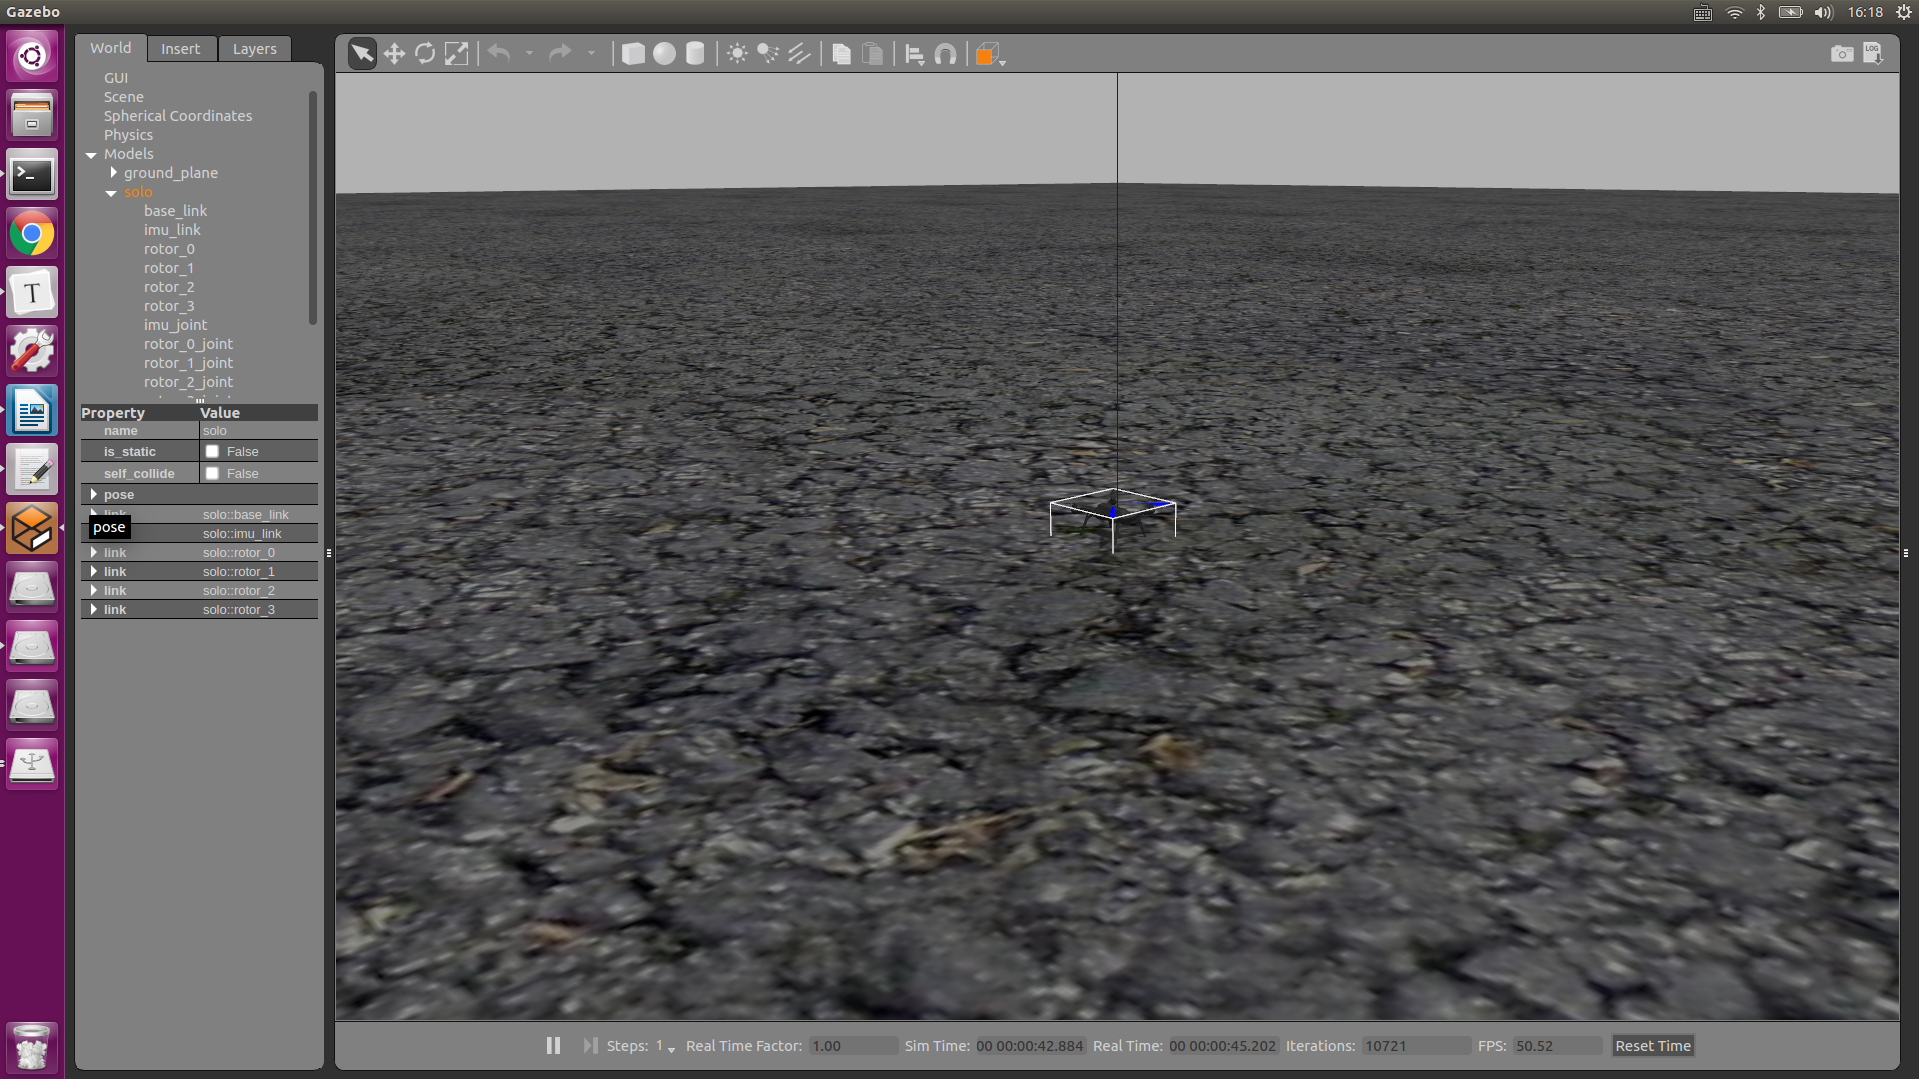 Gazebo
16:18
World Insert Layers
LOG
GUI
Scene
Spherical Coordinates
Physics
Models
ground_plane
solo
base_link
imu_link
rotor_0
rotor_1
rotor_2
rotor_3
imu_joint
rotor_0_joint
rotor_1_joint
rotor_2_joint
Property Value
name solo
is_static False
self_collide False
pose
link solo::base_link
pose
solo::imu_link
link solo::rotor_0
link solo::rotor_1
link solo::rotor_2
link solo::rotor_3
Steps: 1 Real Time Factor: 1.00 Sim Time: 00 00:00:42.884 Real Time: 00 00:00:45.202 Iterations: 10721 FPS: 50.52 Reset Time